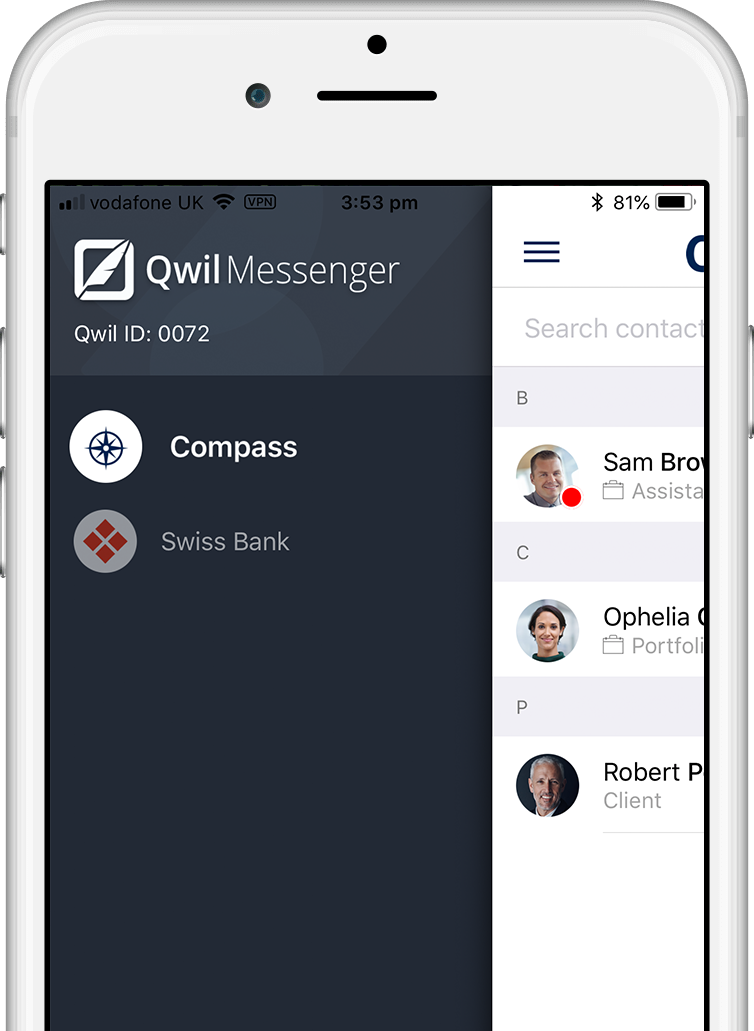 vodafone UK VPN 3:53 pm 81%
Qwil Messenger
Qwil ID: 0072
Compass
Swiss Bank
Search contact
B
Sam Brow
Assista
C
Ophelia
Portfoli
P
Robert P
Client